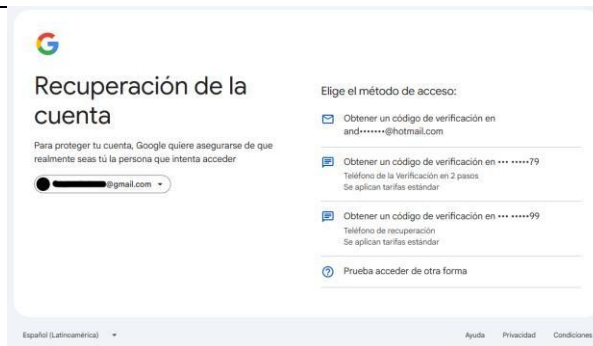 Recuperación de la
cuenta
Para proteger tu cuenta, Google quiere asegurarse de que
realmente seas tú la persona que intenta acceder
@gmail.com
Elige el método de acceso:
Obtener un código de verificación en
and•••••••@hotmail.com
Obtener un código de verificación en ••• •••••79
Teléfono de la Verificación en 2 pasos
Se aplican tarifas estándar
Obtener un código de verificación en ••• •••••99
Teléfono de recuperación
Se aplican tarifas estándar
Prueba acceder de otra forma
Español (Latinoamérica)
Ayuda Privacidad Condiciones